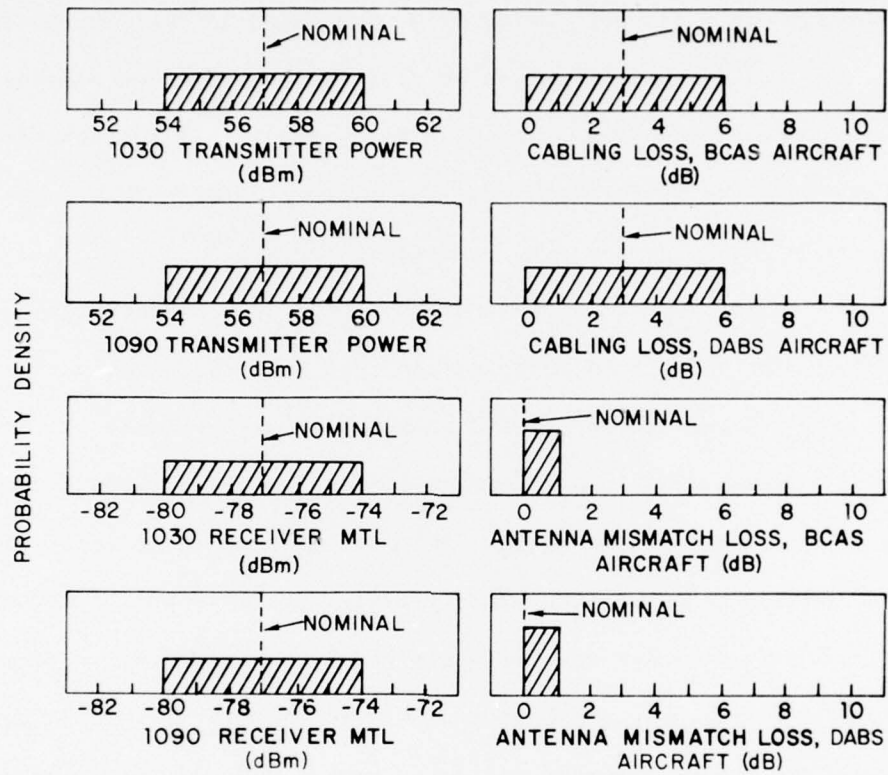 PROBABILITY DENSITY
NOMINAL
52 54 56 58 60 62
1030 TRANSMITTER POWER
(dBm)
NOMINAL
0 2 4 6 8 10
CABLING LOSS, BCAS AIRCRAFT
(dB)
NOMINAL
52 54 56 58 60 62
1090 TRANSMITTER POWER
(dBm)
NOMINAL
0 2 4 6 8 10
CABLING LOSS, DABS AIRCRAFT
(dB)
NOMINAL
-82 -80 -78 -76 -74 -72
1030 RECEIVER MTL
(dBm)
NOMINAL
0 2 4 6 8 10
ANTENNA MISMATCH LOSS, BCAS
AIRCRAFT (dB)
NOMINAL
-82 -80 -78 -76 -74 -72
1090 RECEIVER MTL
(dBm)
NOMINAL
0 2 4 6 8 10
ANTENNA MISMATCH LOSS, DABS
AIRCRAFT (dB)